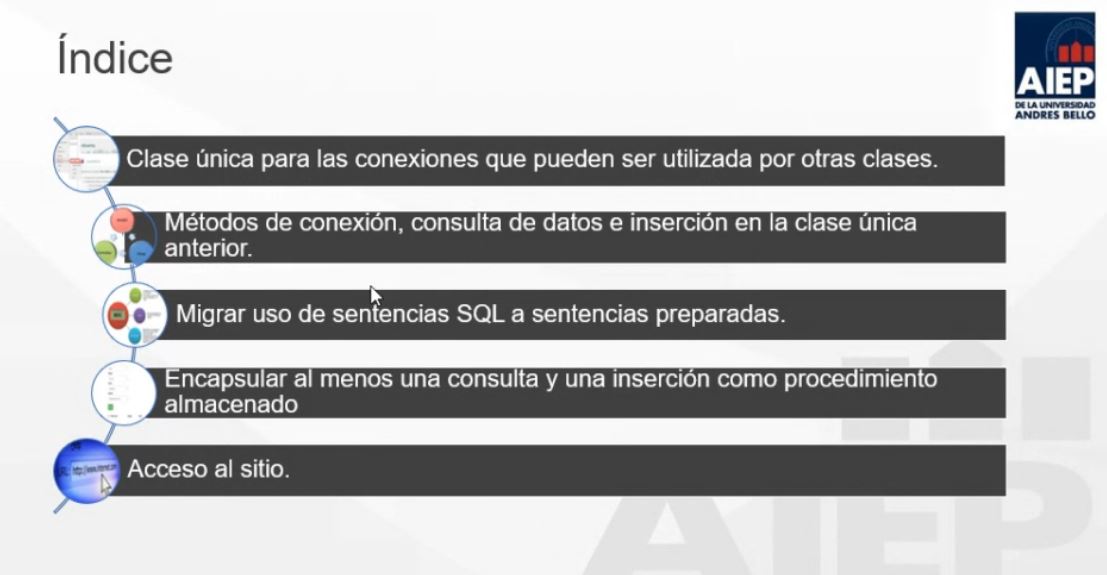 Índice
AIEP
DE LA UNIVERSIDAD
ANDRES BELLO
Clase única para las conexiones que pueden ser utilizada por otras clases.
Métodos de conexión, consulta de datos e inserción en la clase única
anterior.
Migrar uso de sentencias SQL a sentencias preparadas.
Encapsular al menos una consulta y una inserción como procedimiento
almacenado
Acceso al sitio.
AIEP